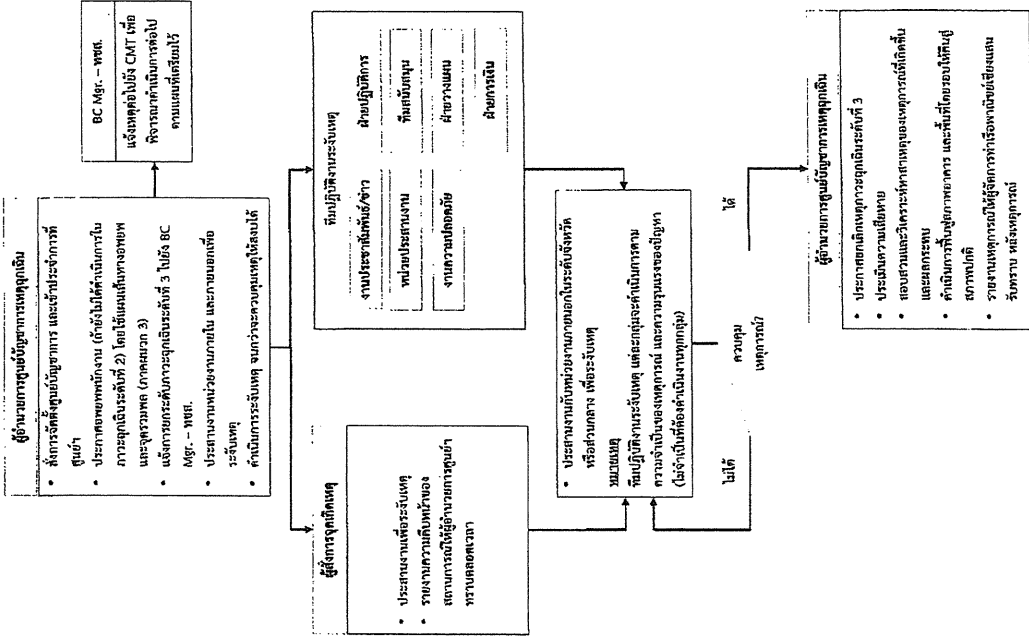 ผู้อำนวยการศูนย์บัญชาการเหตุฉุกเฉิน
• สั่งการจัดตั้งศูนย์บัญชาการ และเข้าประจำการที่
ศูนย์ฯ
• ประกาศอพยพพนักงาน (ถ้ายังไม่ได้ดำเนินการใน
ภาวะฉุกเฉินระดับที่ 2) โดยใช้แผนเส้นทางอพยพ
และจุดรวมพล (ภาคผนวก 3)
• แจ้งการยกระดับภาวะฉุกเฉินระดับที่ 3 ไปยัง BC
Mgr. – ทชส.
• ประสานงานหน่วยงานภายใน และภายนอกเพื่อ
ระงับเหตุ
• ดำเนินการระงับเหตุ จนกว่าจะควบคุมเหตุให้สงบได้
BC Mgr. – ทชส.
แจ้งเหตุต่อไปยัง CMT เพื่อ
พิจารณาดำเนินการต่อไป
ตามแผนที่เตรียมไว้
ผู้สั่งการจุดเกิดเหตุ
• ประสานงานเพื่อระงับเหตุ
• รายงานความคืบหน้าของ
สถานการณ์ให้ผู้อำนวยการศูนย์ฯ
ทราบตลอดเวลา
ทีมปฏิบัติงานระงับเหตุ
งานประชาสัมพันธ์/ข่าว
ฝ่ายปฏิบัติการ
หน่วยประสานงาน
ทีมสนับสนุน
งานความปลอดภัย
ฝ่ายวางแผน
ฝ่ายการเงิน
• ประสานงานกับหน่วยงานภายนอกในระดับจังหวัด
หรือส่วนกลาง เพื่อระงับเหตุ
หมายเหตุ
ทีมปฏิบัติงานระงับเหตุ แต่ละกลุ่มจะดำเนินการตาม
ความจำเป็นของเหตุการณ์ และความรุนแรงของปัญหา
(ไม่จำเป็นที่ต้องดำเนินงานทุกกลุ่ม)
ไม่ได้
ควบคุม
เหตุการณ์?
ได้
ผู้อำนวยการศูนย์บัญชาการเหตุฉุกเฉิน
• ประกาศยกเลิกเหตุภาวะฉุกเฉินระดับที่ 3
• ประเมินความเสียหาย
• สอบสวนและวิเคราะห์หาสาเหตุของเหตุการณ์ที่เกิดขึ้น
และผลกระทบ
• ดำเนินการฟื้นฟูสภาพอาคาร และพื้นที่โดยรอบให้คืนสู่
สภาพปกติ
• รายงานเหตุการณ์ให้ผู้จัดการท่าเรือพาณิชย์เชียงแสน
รับทราบ หลังเหตุการณ์